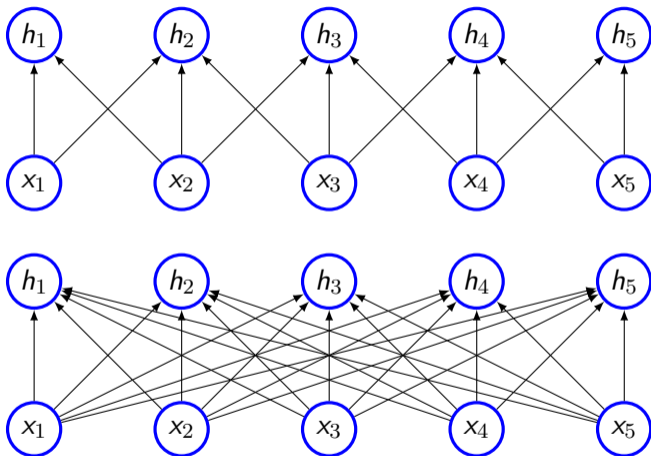 h₁ h₂ h₃ h₄ h₅
x₁ x₂ x₃ x₄ x₅
h₁ h₂ h₃ h₄ h₅
x₁ x₂ x₃ x₄ x₅